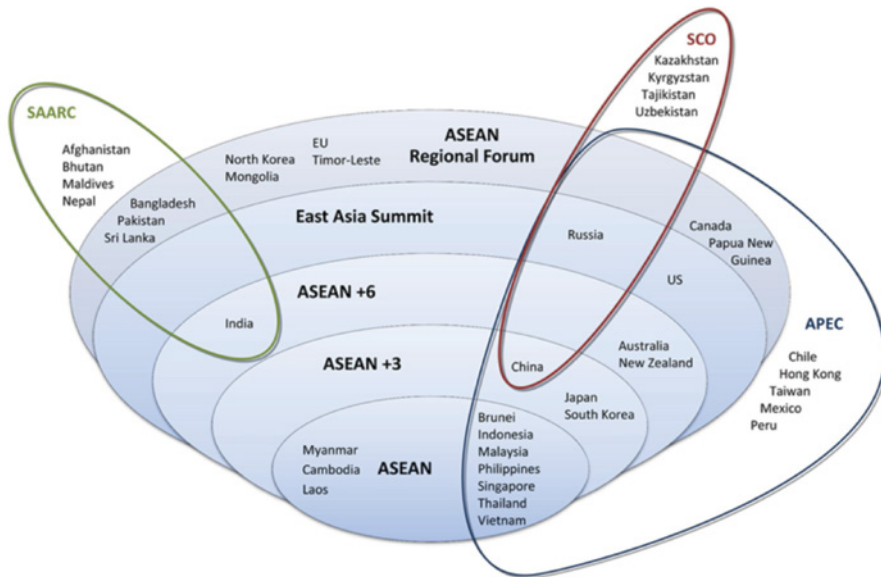 SCO
Kazakhstan
Kyrgyzstan
Tajikistan
Uzbekistan
SAARC
Afghanistan
Bhutan
Maldives
Nepal
Bangladesh
Pakistan
Sri Lanka
North Korea
Mongolia
EU
Timor-Leste
ASEAN
Regional Forum
East Asia Summit
Russia
Canada
Papua New
Guinea
US
ASEAN +6
India
Australia
New Zealand
APEC
Chile
Hong Kong
Taiwan
Mexico
Peru
ASEAN +3
China
Japan
South Korea
Myanmar
Cambodia
Laos
ASEAN
Brunei
Indonesia
Malaysia
Philippines
Singapore
Thailand
Vietnam